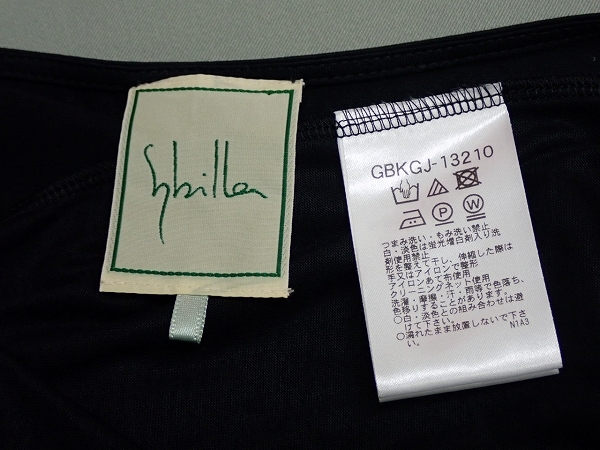 Sybilla
GBKGJ-13210
P W
つまみ洗い・もみ洗い禁止
白・淡色は蛍光増白剤入り洗
剤使用禁止
形を整えて干し、伸縮した際は
手又はアイロンで整形
アイロンあて布使用
クリーニングネット使用
洗濯・摩擦・汗・雨等で色落ち、
色移りすることがあります。
○白・淡色との組み合わせは避
けて下さい。
○濡れたまま放置しないで下さ
い。
N1A3